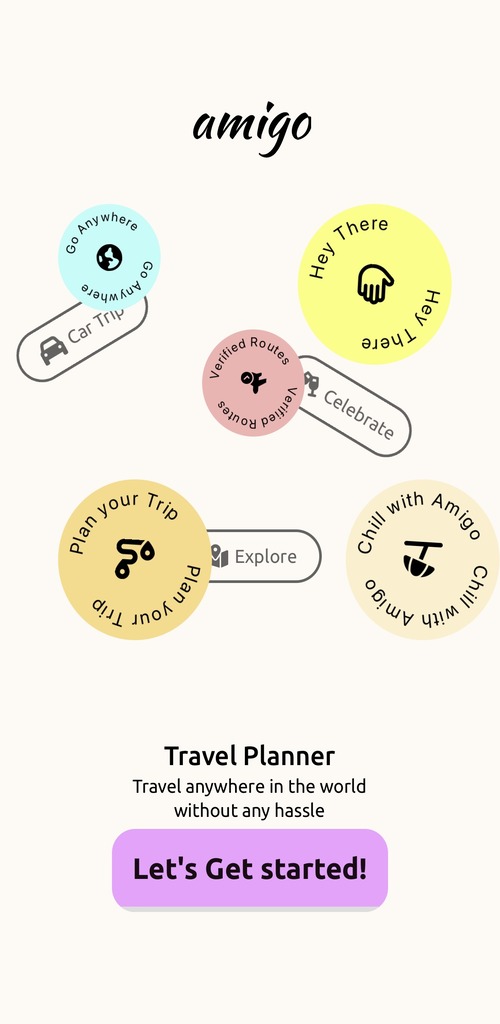 amigo
Go Anywhere
Go Anywhere
Car Trip
Hey There
Hey There
Verified Routes
Verified Routes
Celebrate
Plan your Trip
Plan your Trip
Explore
Chill with Amigo
Chill with Amigo
Travel Planner
Travel anywhere in the world
without any hassle
Let's Get started!